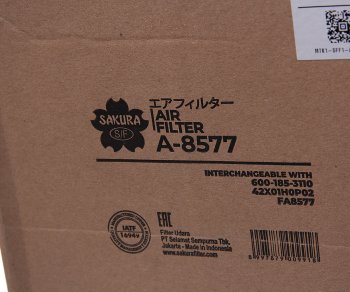 エアフィルター
SAKURA
S/F
AIR
FILTER
A-8577
INTERCHANGEABLE WITH
600-185-3110
42X01H0P02
FA8577
IATF
16949
EAC
Filter Udara
PT Selamat Sempurna Tbk.
Jakarta - Made in Indonesia
www.sakurafilter.com